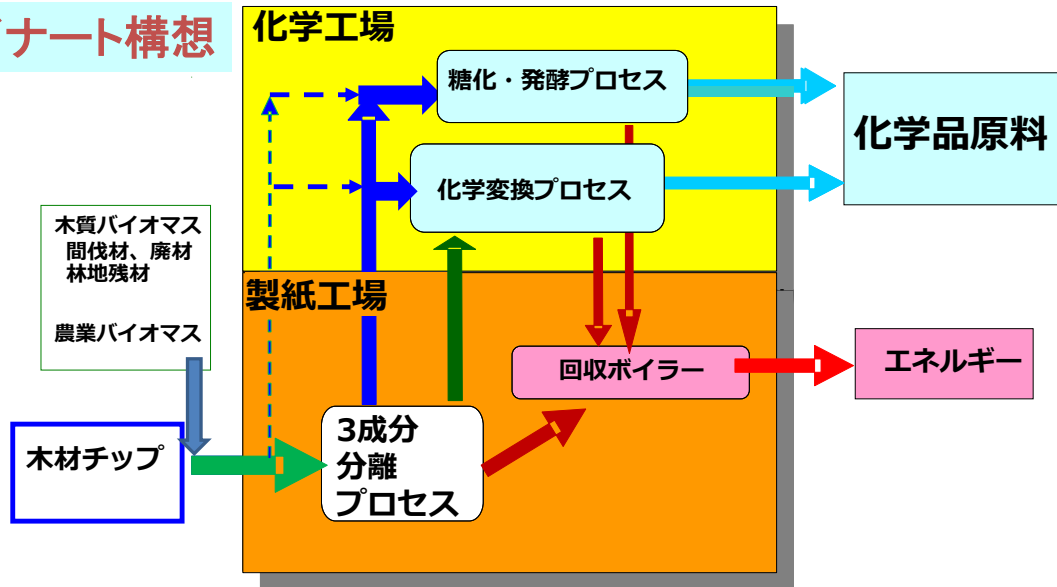 ナート構想
化学工場
糖化・発酵プロセス
化学品原料
化学変換プロセス
木質バイオマス
間伐材、廃材
林地残材
農業バイオマス
製紙工場
回収ボイラー
エネルギー
木材チップ
3成分
分離
プロセス